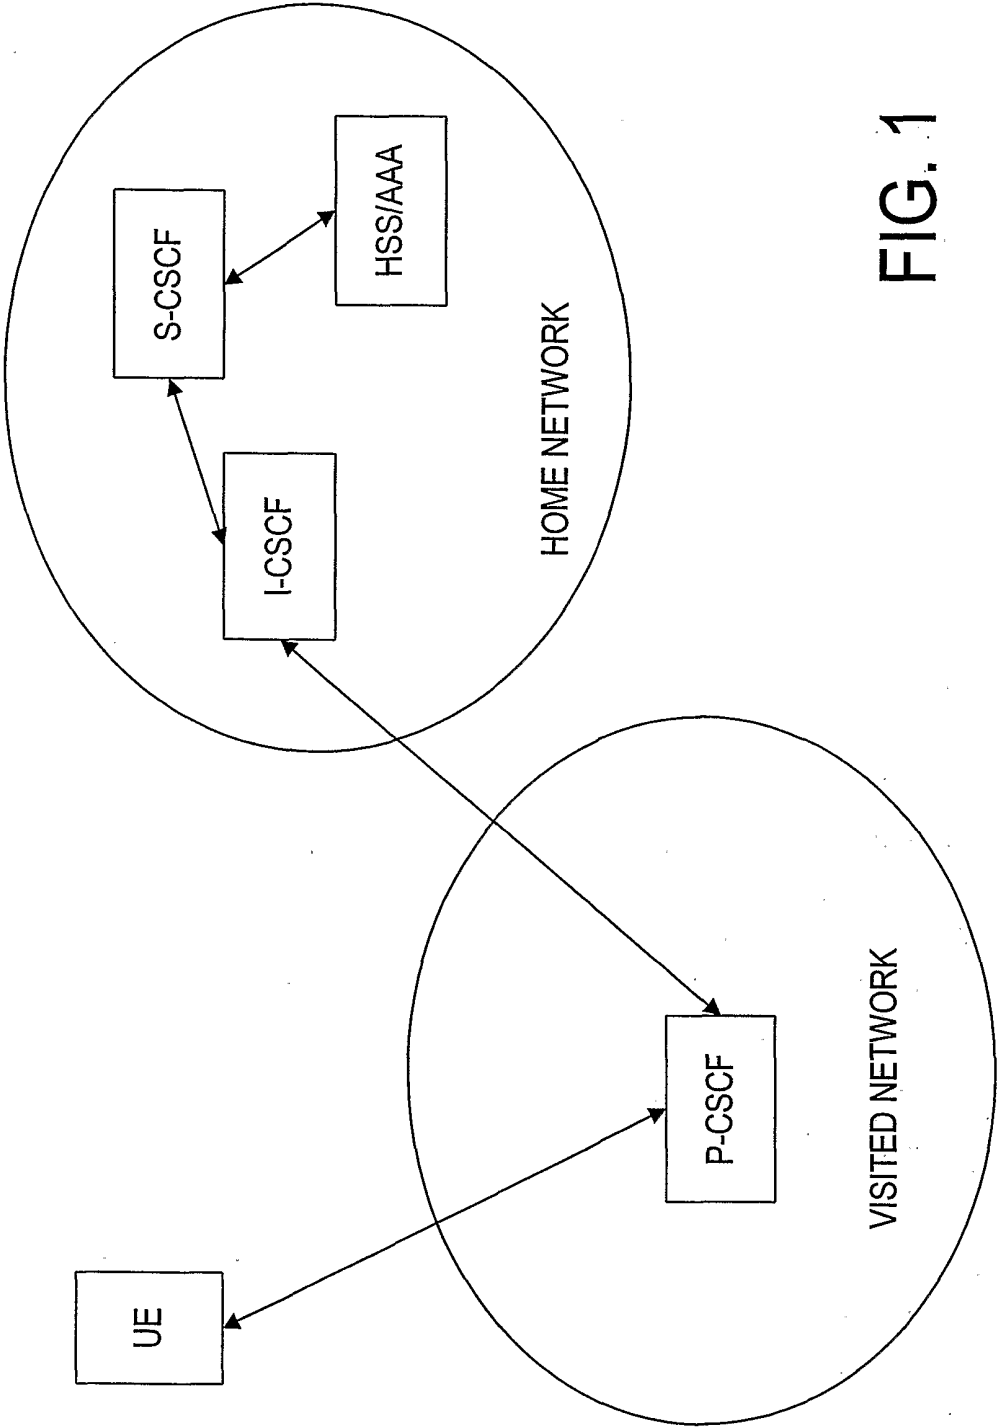 UE
P-CSCF
VISITED NETWORK
I-CSCF
S-CSCF
HSS/AAA
HOME NETWORK
FIG. 1